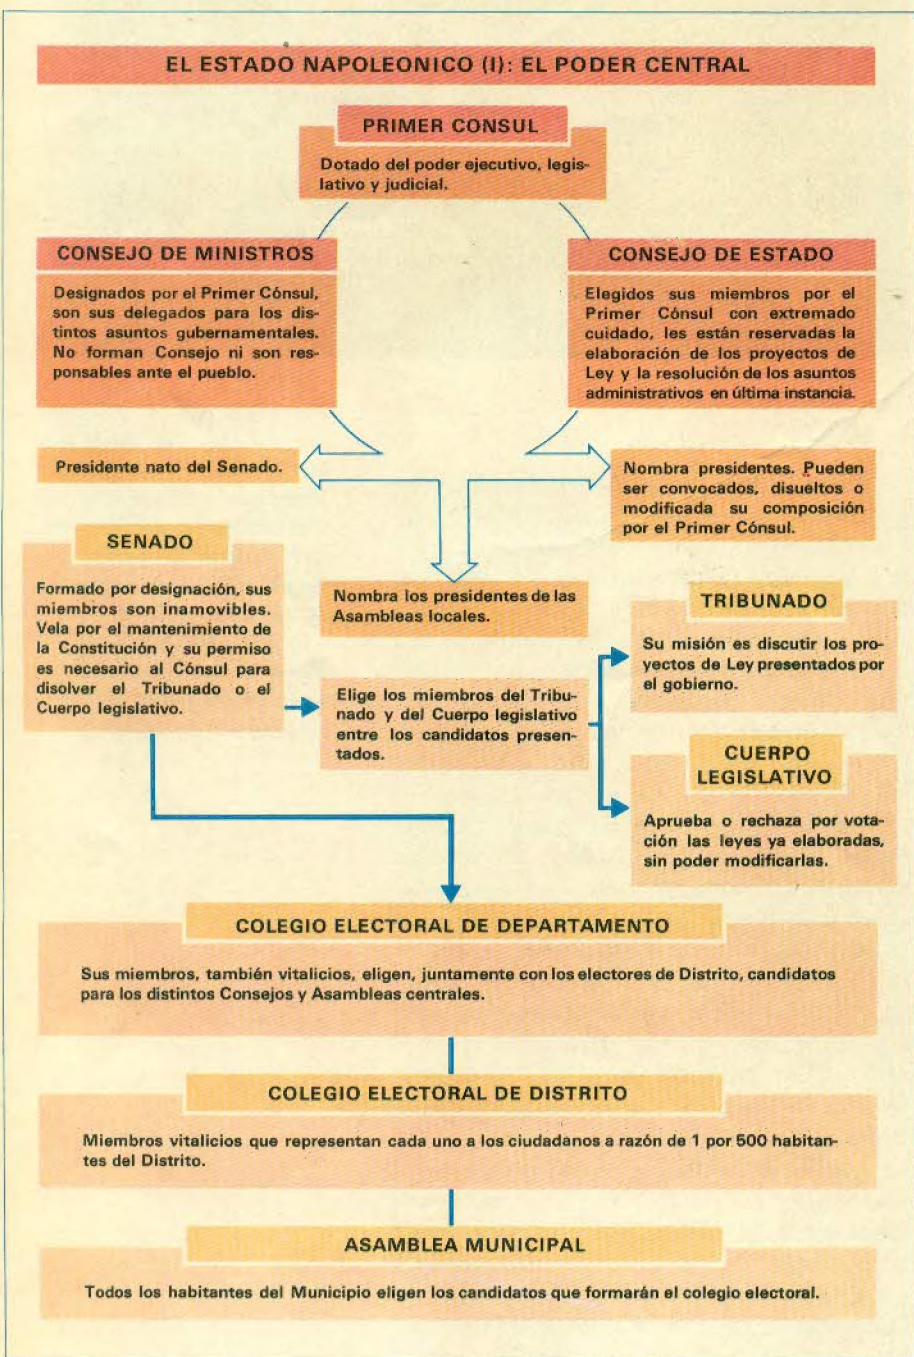 EL ESTADO NAPOLEONICO (I): EL PODER CENTRAL
PRIMER CONSUL
Dotado del poder ejecutivo, legis-
lativo y judicial.
CONSEJO DE MINISTROS
Designados por el Primer Cónsul,
son sus delegados para los dis-
tintos asuntos gubernamentales.
No forman Consejo ni son res-
ponsables ante el pueblo.
CONSEJO DE ESTADO
Elegidos sus miembros por el
Primer Cónsul con extremado
cuidado, les están reservadas la
elaboración de los proyectos de
Ley y la resolución de los asuntos
administrativos en última instancia.
Presidente nato del Senado.
Nombra presidentes. Pueden
ser convocados, disueltos o
modificada su composición
por el Primer Cónsul.
SENADO
Formado por designación, sus
miembros son inamovibles.
Vela por el mantenimiento de
la Constitución y su permiso
es necesario al Cónsul para
disolver el Tribunado o el
Cuerpo legislativo.
Nombra los presidentes de las
Asambleas locales.
Elige los miembros del Tribu-
nado y del Cuerpo legislativo
entre los candidatos presen-
tados.
TRIBUNADO
Su misión es discutir los pro-
yectos de Ley presentados por
el gobierno.
CUERPO
LEGISLATIVO
Aprueba o rechaza por vota-
ción las leyes ya elaboradas,
sin poder modificarlas.
COLEGIO ELECTORAL DE DEPARTAMENTO
Sus miembros, también vitalicios, eligen, juntamente con los electores de Distrito, candidatos
para los distintos Consejos y Asambleas centrales.
COLEGIO ELECTORAL DE DISTRITO
Miembros vitalicios que representan cada uno a los ciudadanos a razón de 1 por 500 habitan-
tes del Distrito.
ASAMBLEA MUNICIPAL
Todos los habitantes del Municipio eligen los candidatos que formarán el colegio electoral.